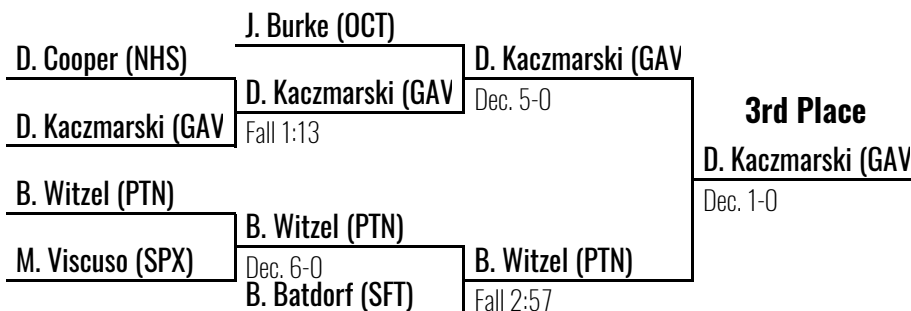 J. Burke (OCT)
D. Cooper (NHS)
D. Kaczmarski (GAV
D. Kaczmarski (GAV
Dec. 5-0
D. Kaczmarski (GAV
Fall 1:13
3rd Place
D. Kaczmarski (GAV
Dec. 1-0
B. Witzel (PTN)
B. Witzel (PTN)
M. Viscuso (SPX)
Dec. 6-0
B. Witzel (PTN)
B. Batdorf (SFT)
Fall 2:57